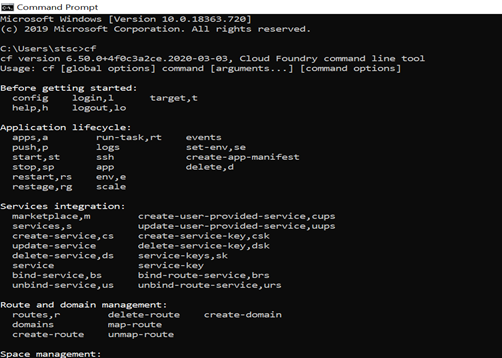 Command Prompt
Microsoft Windows [Version 10.0.18363.720]
(c) 2019 Microsoft Corporation. All rights reserved.
C:\Users\stsc>cf
cf version 6.50.0+4f0c3a2ce.2020-03-03, Cloud Foundry command line tool
Usage: cf [global options] command [arguments...] [command options]
Before getting started:
config login,l target,t
help,h logout,lo
Application lifecycle:
apps,a run-task,rt events
push,p logs set-env,se
start,st ssh create-app-manifest
stop,sp app delete,d
restart,rs env,e
restage,rg scale
Services integration:
marketplace,m create-user-provided-service,cups
services,s update-user-provided-service,uups
create-service,cs create-service-key,csk
update-service delete-service-key,dsk
delete-service,ds service-keys,sk
service service-key
bind-service,bs bind-route-service,brs
unbind-service,us unbind-route-service,urs
Route and domain management:
routes,r delete-route create-domain
domains map-route
create-route unmap-route
Space management: